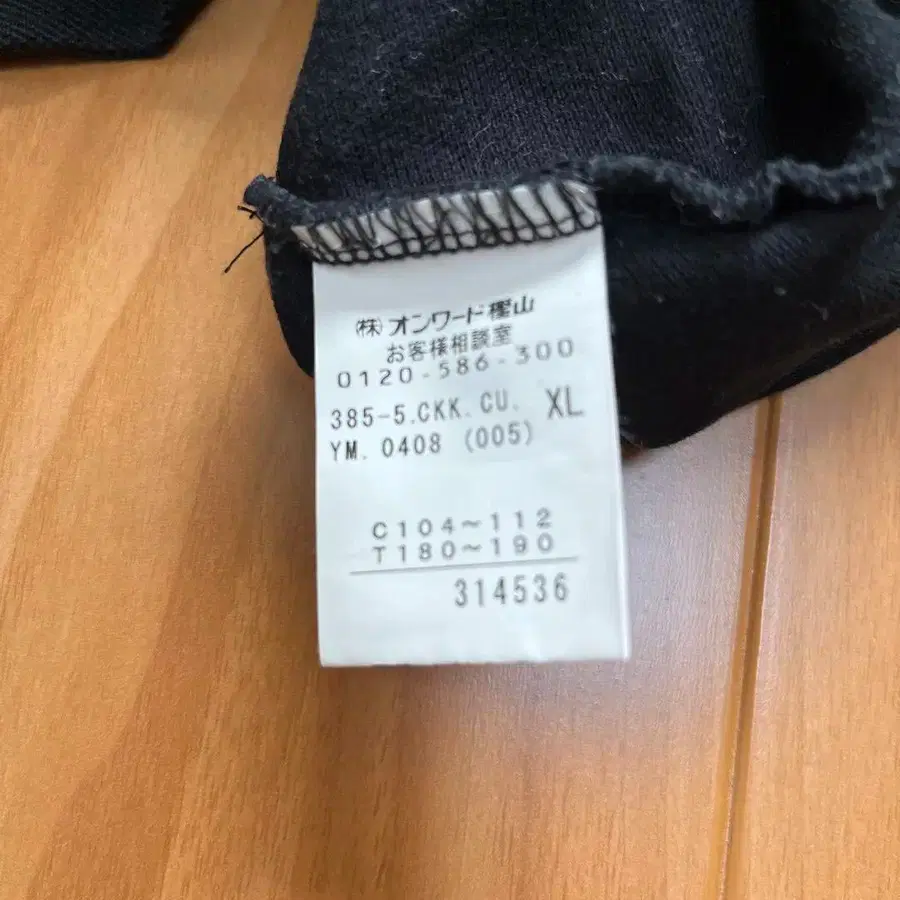 ㈱オンワード樫山
お客様相談室
0120-586-300
385-5.CKK.CU. XL
YM. 0408 (005)
C104~112
T180~190
314536